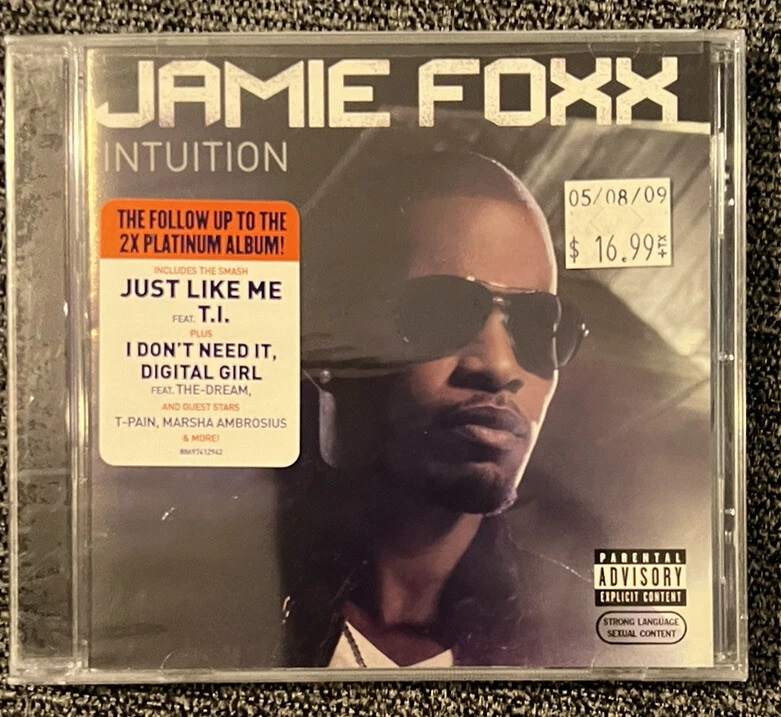 JAMIE FOXX
INTUITION
THE FOLLOW UP TO THE
2X PLATINUM ALBUM!
INCLUDES THE SMASH
JUST LIKE ME
FEAT. T.I.
PLUS
I DON'T NEED IT,
DIGITAL GIRL
FEAT. THE-DREAM,
AND GUEST STARS
T-PAIN, MARSHA AMBROSIUS
& MORE!
88697412942
05/08/09
$ 16.99+TX
PARENTAL
ADVISORY
EXPLICIT CONTENT
STRONG LANGUAGE
SEXUAL CONTENT